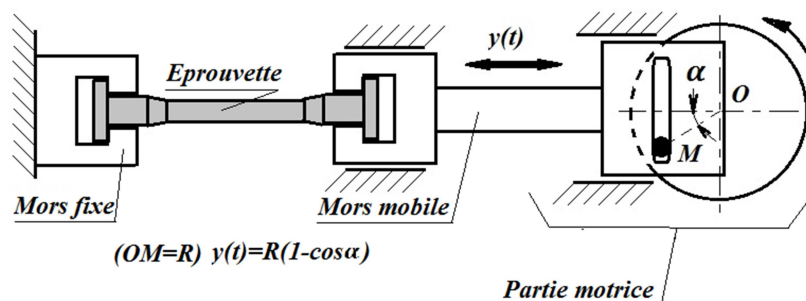 y(t)
Eprouvette
α
O
M
Mors fixe
Mors mobile
(OM=R) y(t)=R(1-cosα)
Partie motrice